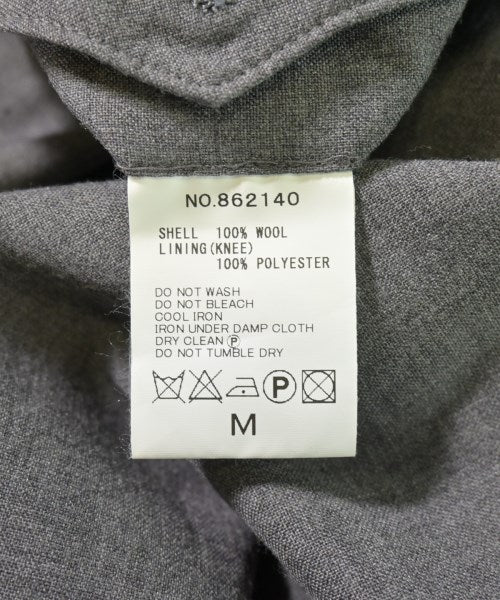 NO.862140
SHELL 100% WOOL
LINING(KNEE)
100% POLYESTER
DO NOT WASH
DO NOT BLEACH
COOL IRON
IRON UNDER DAMP CLOTH
DRY CLEAN Ⓟ
DO NOT TUMBLE DRY
P
M